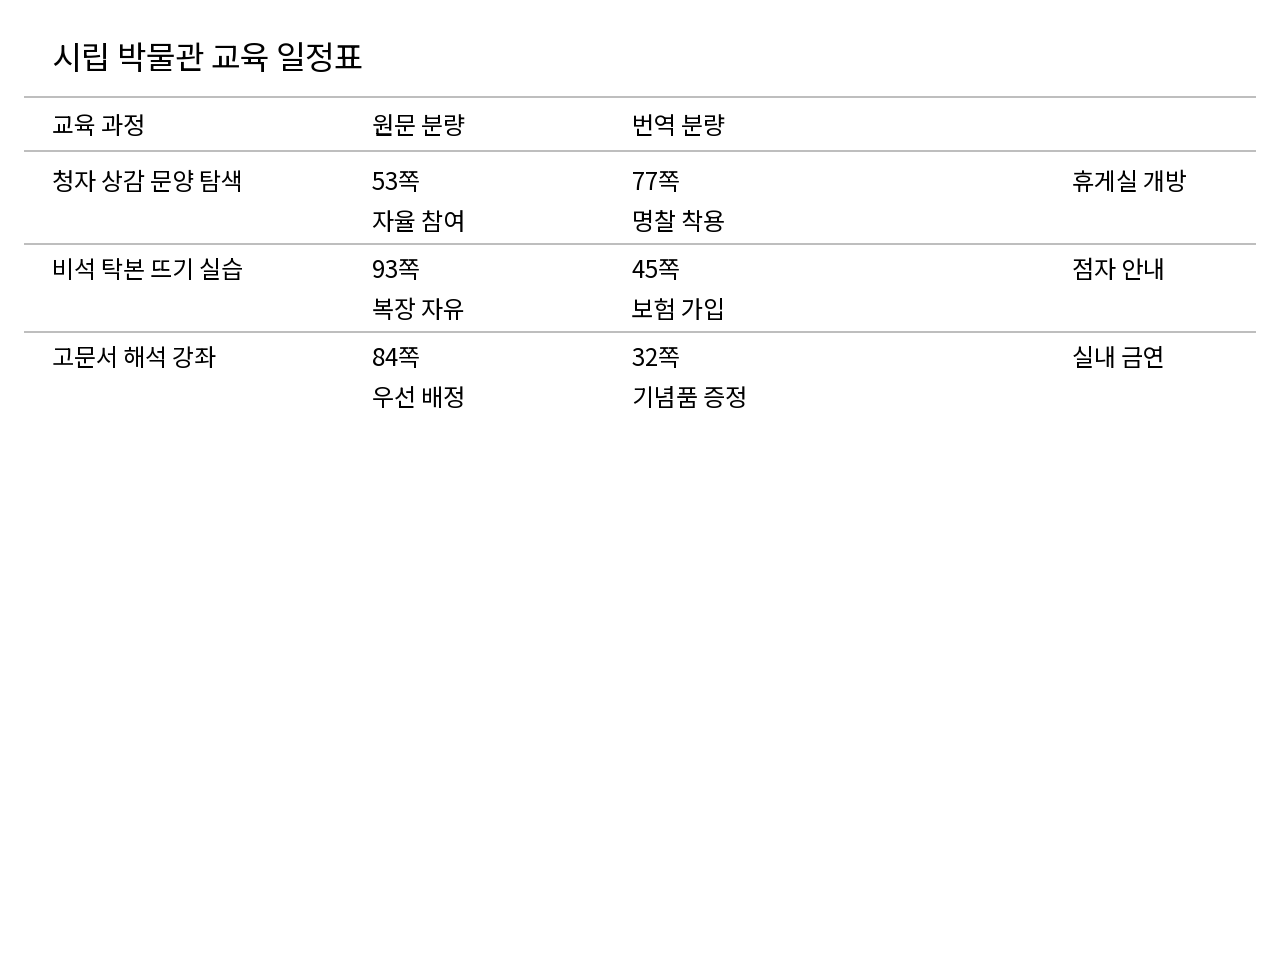 시립 박물관 교육 일정표
교육 과정 원문 분량 번역 분량
청자 상감 문양 탐색 53쪽 77쪽 휴게실 개방
자율 참여 명찰 착용
비석 탁본 뜨기 실습 93쪽 45쪽 점자 안내
복장 자유 보험 가입
고문서 해석 강좌 84쪽 32쪽 실내 금연
우선 배정 기념품 증정